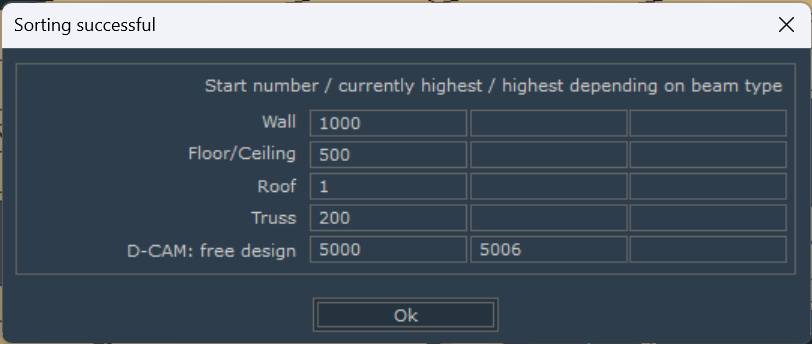 Sorting successful
Start number / currently highest / highest depending on beam type
Wall 1000
Floor/Ceiling 500
Roof 1
Truss 200
D-CAM: free design 5000 5006
Ok